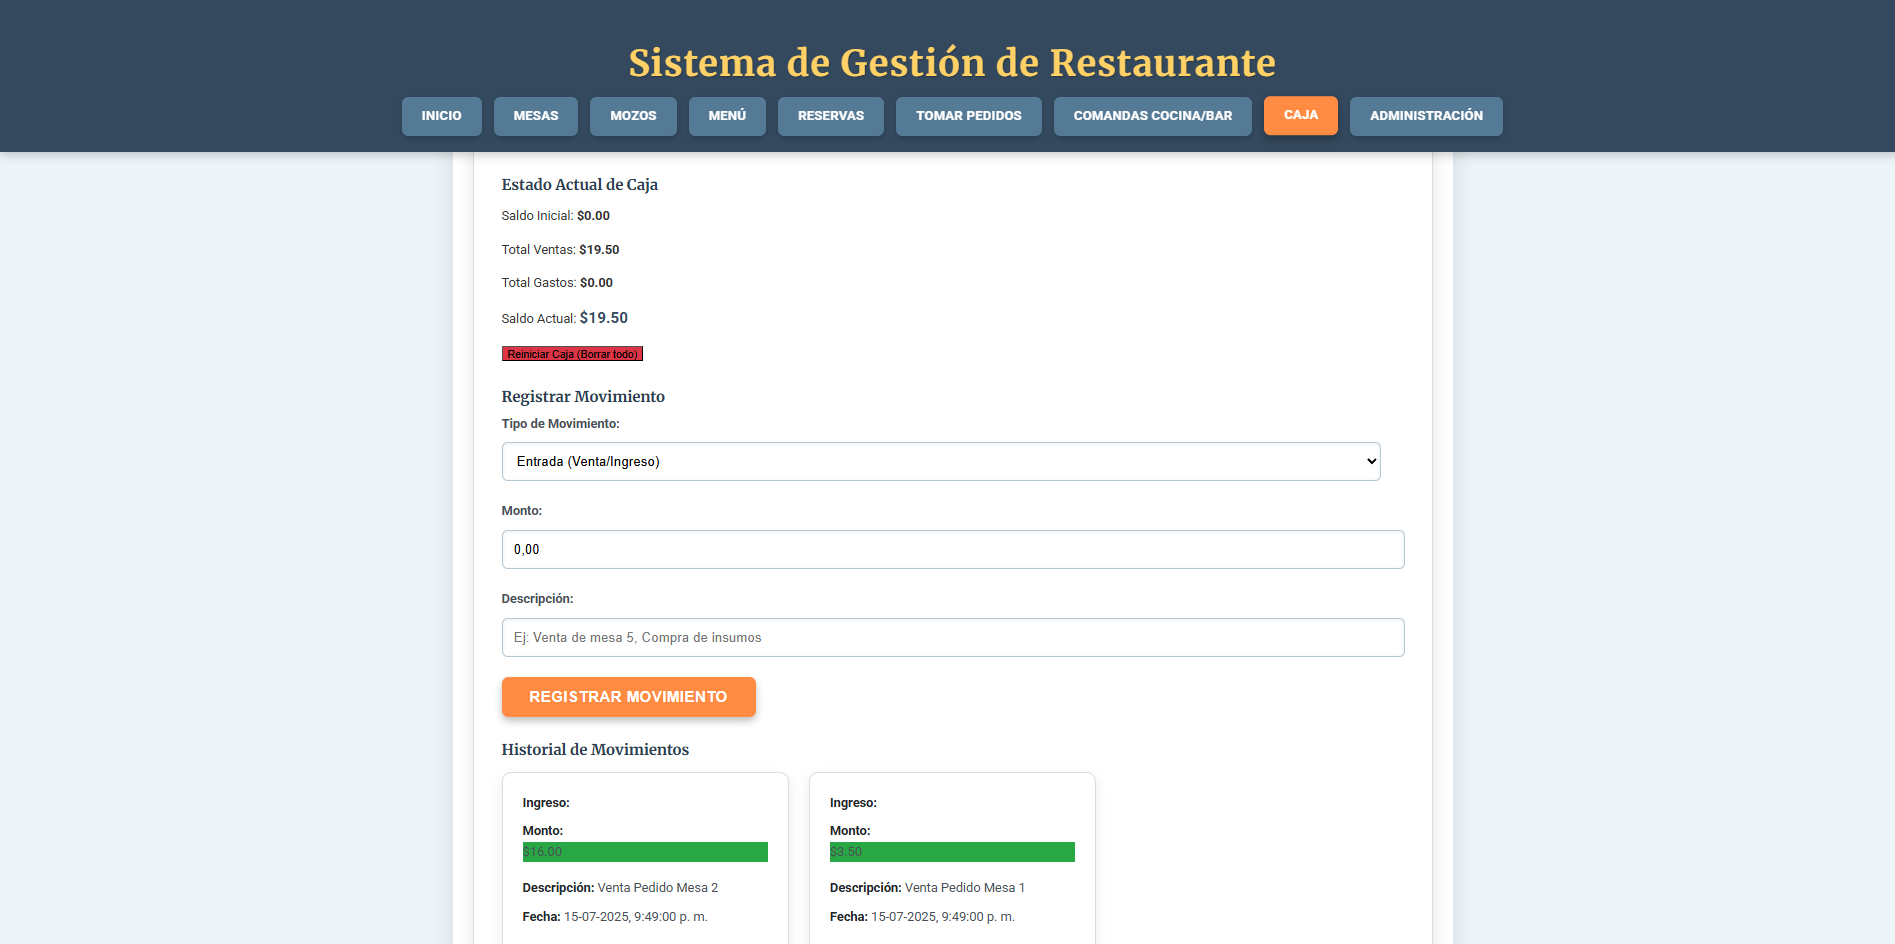 Sistema de Gestión de Restaurante
INICIO MESAS MOZOS MENÚ RESERVAS TOMAR PEDIDOS COMANDAS COCINA/BAR CAJA ADMINISTRACIÓN
Estado Actual de Caja
Saldo Inicial: $0.00
Total Ventas: $19.50
Total Gastos: $0.00
Saldo Actual: $19.50
Reiniciar Caja (Borrar todo)
Registrar Movimiento
Tipo de Movimiento:
Entrada (Venta/Ingreso)
Monto:
0,00
Descripción:
Ej: Venta de mesa 5, Compra de insumos
REGISTRAR MOVIMIENTO
Historial de Movimientos
Ingreso:
Monto:
$16.00
Descripción: Venta Pedido Mesa 2
Fecha: 15-07-2025, 9:49:00 p. m.
Ingreso:
Monto:
$3.50
Descripción: Venta Pedido Mesa 1
Fecha: 15-07-2025, 9:49:00 p. m.